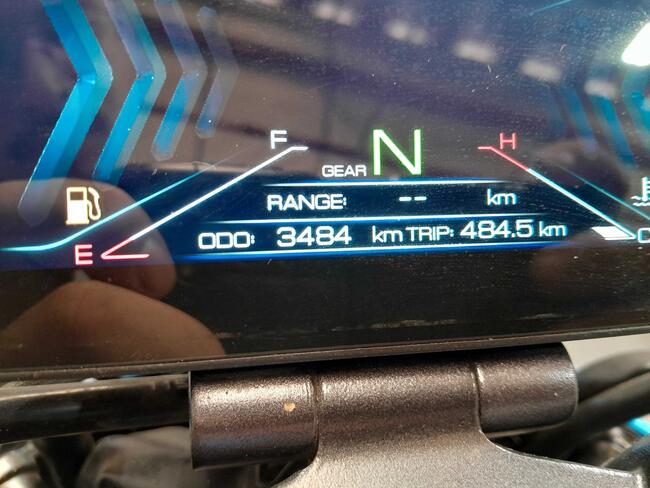 F GEAR N H
RANGE: -- km
E ODO: 3484 km TRIP: 484.5 km C